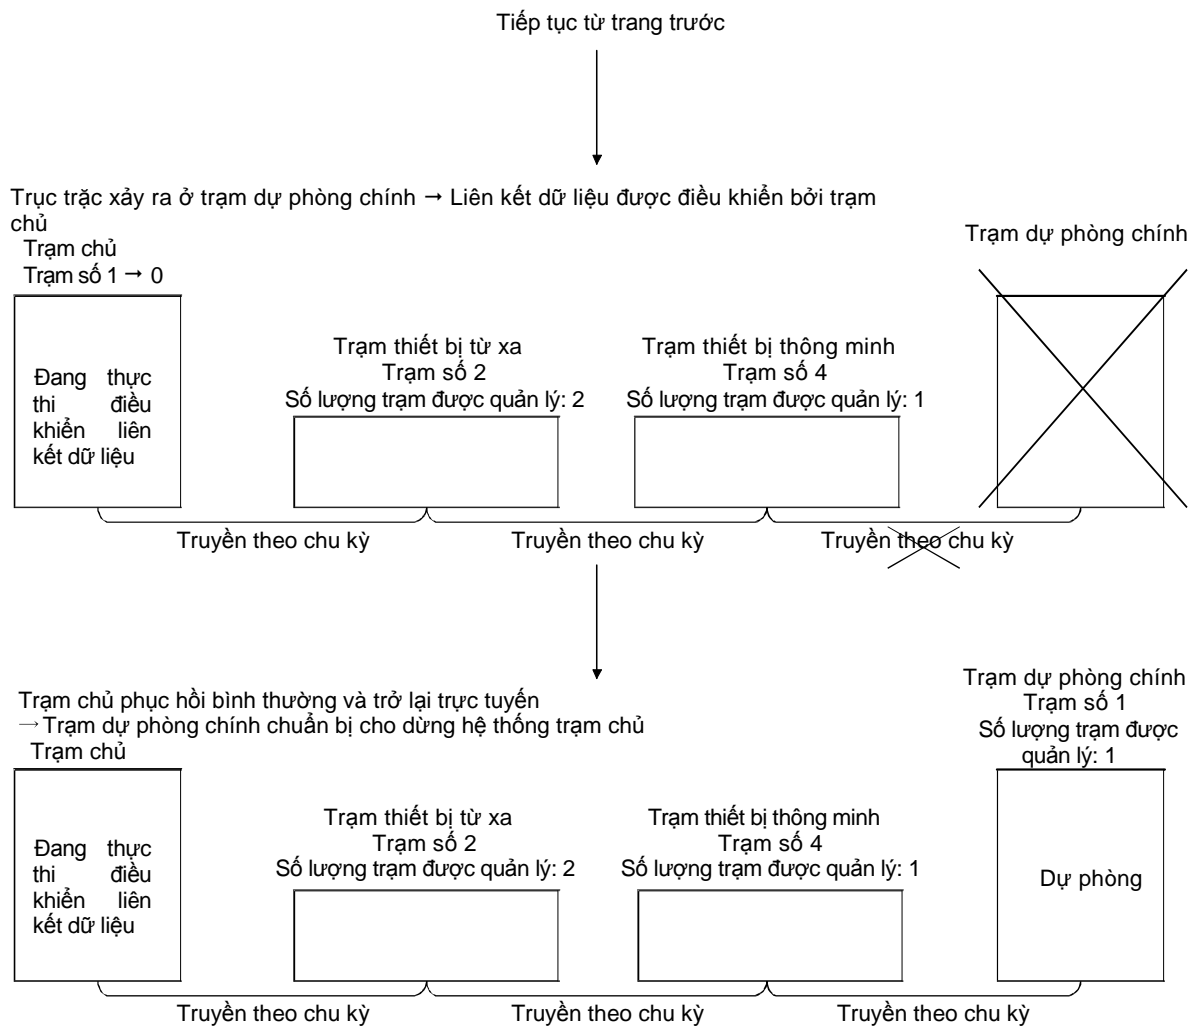 Tiếp tục từ trang trước
Trục trặc xảy ra ở trạm dự phòng chính → Liên kết dữ liệu được điều khiển bởi trạm
chủ
Trạm chủ
Trạm số 1 → 0
Trạm dự phòng chính
Đang thực
thi điều
khiển liên
kết dữ liệu
Trạm thiết bị từ xa
Trạm số 2
Số lượng trạm được quản lý: 2
Trạm thiết bị thông minh
Trạm số 4
Số lượng trạm được quản lý: 1
Truyền theo chu kỳ
Truyền theo chu kỳ
Truyền theo chu kỳ
Trạm chủ phục hồi bình thường và trở lại trực tuyến
→ Trạm dự phòng chính chuẩn bị cho dừng hệ thống trạm chủ
Trạm chủ
Trạm dự phòng chính
Trạm số 1
Số lượng trạm được
quản lý: 1
Đang thực
thi điều
khiển liên
kết dữ liệu
Trạm thiết bị từ xa
Trạm số 2
Số lượng trạm được quản lý: 2
Trạm thiết bị thông minh
Trạm số 4
Số lượng trạm được quản lý: 1
Dự phòng
Truyền theo chu kỳ
Truyền theo chu kỳ
Truyền theo chu kỳ